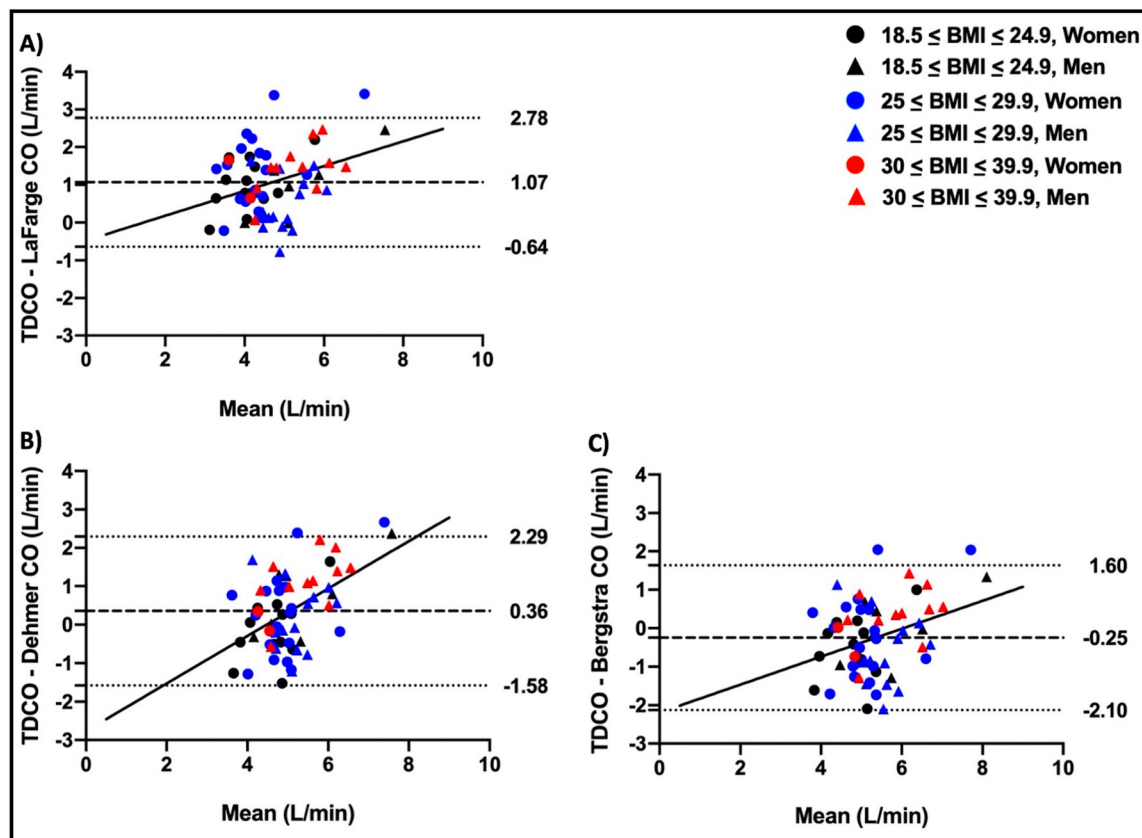 A)
18.5 ≤ BMI ≤ 24.9, Women
18.5 ≤ BMI ≤ 24.9, Men
25 ≤ BMI ≤ 29.9, Women
25 ≤ BMI ≤ 29.9, Men
30 ≤ BMI ≤ 39.9, Women
30 ≤ BMI ≤ 39.9, Men
TDCO - LaFarge CO (L/min)
4
3
2
1
0
-1
-2
-3
2.78
1.07
-0.64
0 2 4 6 8 10
Mean (L/min)
B)
TDCO - Dehmer CO (L/min)
4
3
2
1
0
-1
-2
-3
2.29
0.36
-1.58
0 2 4 6 8 10
Mean (L/min)
C)
TDCO - Bergstra CO (L/min)
4
3
2
1
0
-1
-2
-3
1.60
-0.25
-2.10
0 2 4 6 8 10
Mean (L/min)